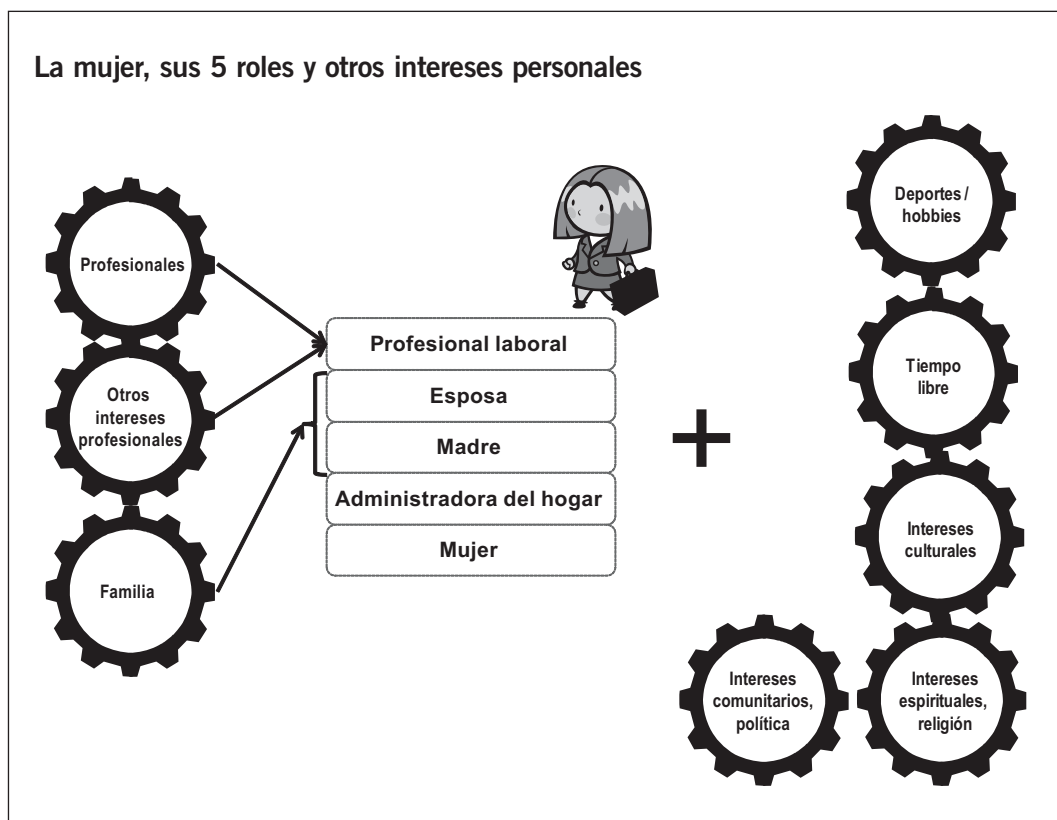 La mujer, sus 5 roles y otros intereses personales
Profesionales
Otros
intereses
profesionales
Familia
Profesional laboral
Esposa
Madre
Administradora del hogar
Mujer
+
Deportes /
hobbies
Tiempo
libre
Intereses
culturales
Intereses
comunitarios,
política
Intereses
espirituales,
religión